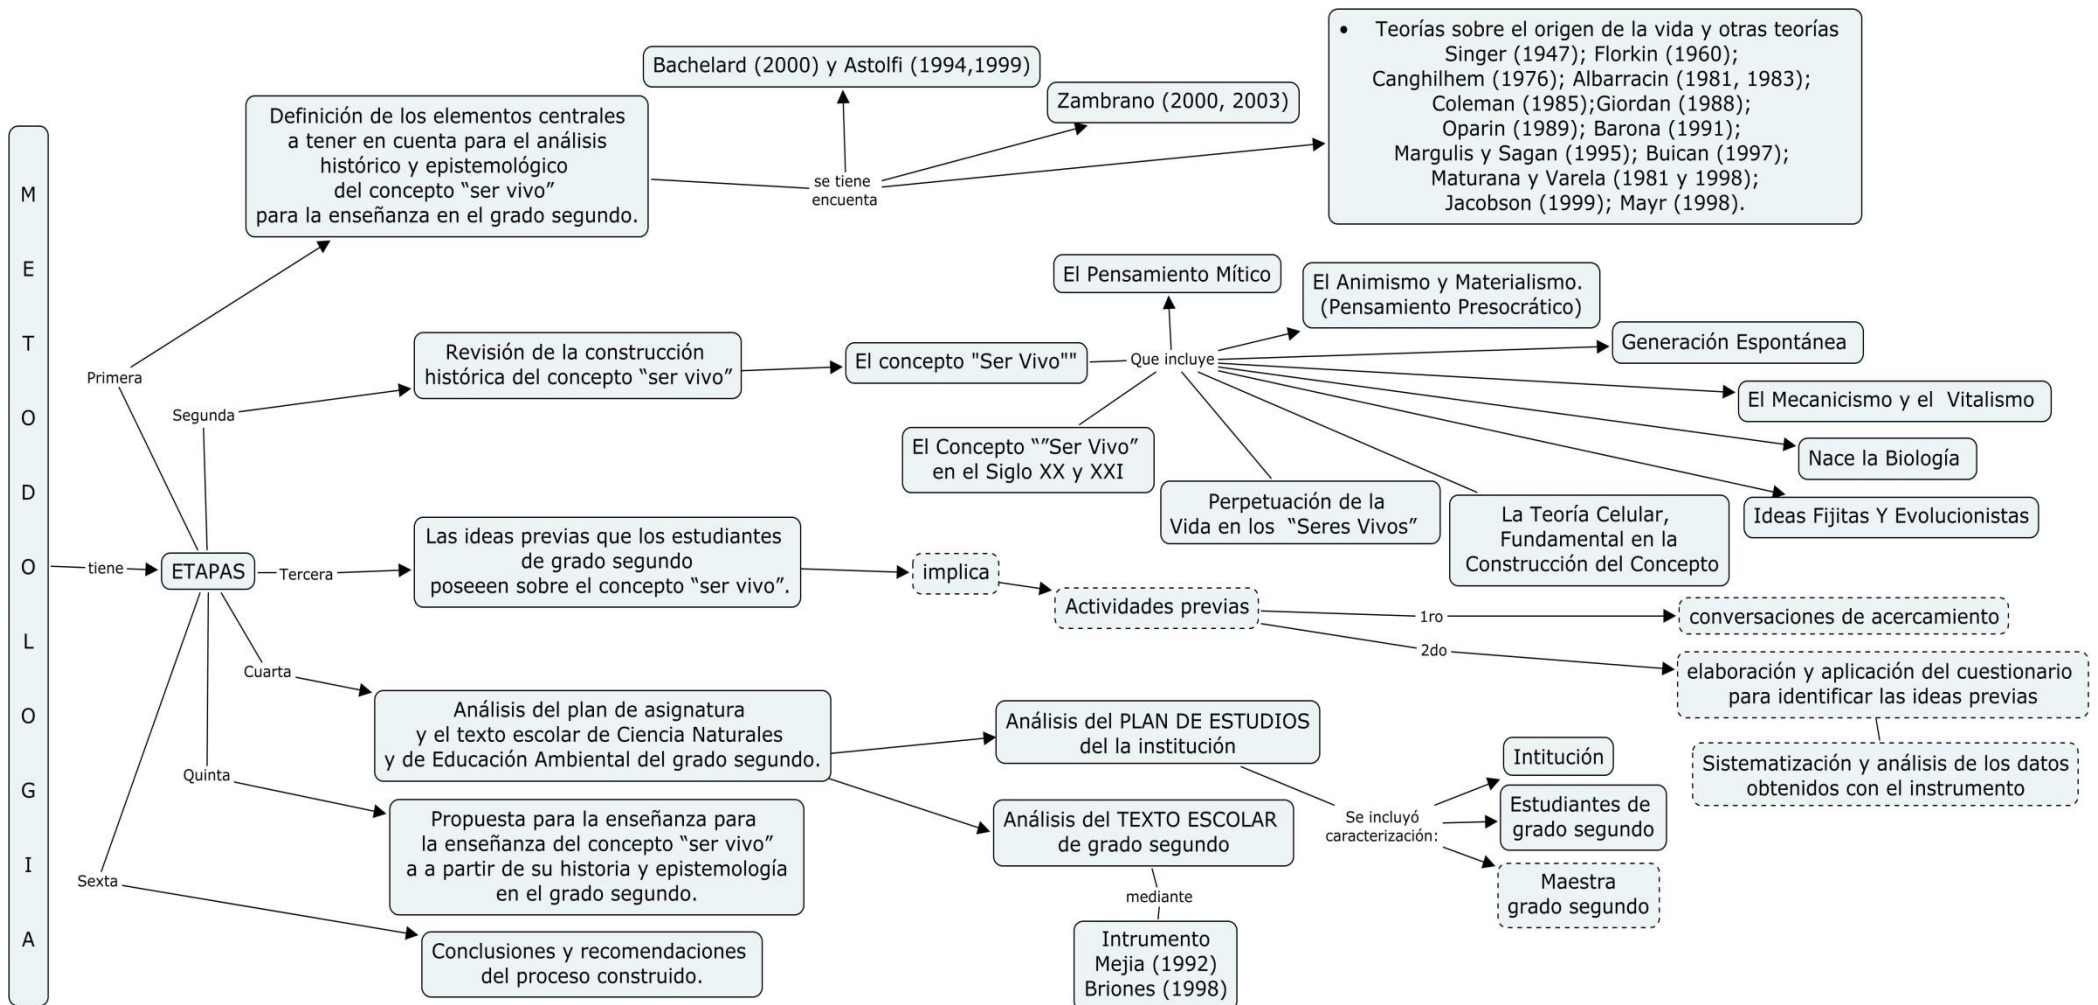 M
E
T
O
D
O
L
O
G
I
A
tiene
ETAPAS
Primera
Definición de los elementos centrales
a tener en cuenta para el análisis
histórico y epistemológico
del concepto “ser vivo”
para la enseñanza en el grado segundo.
se tiene
encuenta
Bachelard (2000) y Astolfi (1994,1999)
Zambrano (2000, 2003)
• Teorías sobre el origen de la vida y otras teorías
Singer (1947); Florkin (1960);
Canghilhem (1976); Albarracin (1981, 1983);
Coleman (1985);Giordan (1988);
Oparin (1989); Barona (1991);
Margulis y Sagan (1995); Buican (1997);
Maturana y Varela (1981 y 1998);
Jacobson (1999); Mayr (1998).
Segunda
Revisión de la construcción
histórica del concepto “ser vivo”
El concepto "Ser Vivo""
Que incluye
El Pensamiento Mítico
El Animismo y Materialismo.
(Pensamiento Presocrático)
Generación Espontánea
El Mecanicismo y el Vitalismo
Nace la Biología
Ideas Fijitas Y Evolucionistas
La Teoría Celular,
Fundamental en la
Construcción del Concepto
Perpetuación de la
Vida en los “Seres Vivos”
El Concepto “”Ser Vivo”
en el Siglo XX y XXI
Tercera
Las ideas previas que los estudiantes
de grado segundo
poseeen sobre el concepto “ser vivo”.
implica
Actividades previas
1ro
conversaciones de acercamiento
2do
elaboración y aplicación del cuestionario
para identificar las ideas previas
Sistematización y análisis de los datos
obtenidos con el instrumento
Cuarta
Análisis del plan de asignatura
y el texto escolar de Ciencia Naturales
y de Educación Ambiental del grado segundo.
Análisis del PLAN DE ESTUDIOS
del la institución
Se incluyó
caracterización:
Intitución
Estudiantes de
grado segundo
Maestra
grado segundo
Análisis del TEXTO ESCOLAR
de grado segundo
mediante
Intrumento
Mejia (1992)
Briones (1998)
Quinta
Propuesta para la enseñanza para
la enseñanza del concepto “ser vivo”
a a partir de su historia y epistemología
en el grado segundo.
Sexta
Conclusiones y recomendaciones
del proceso construido.